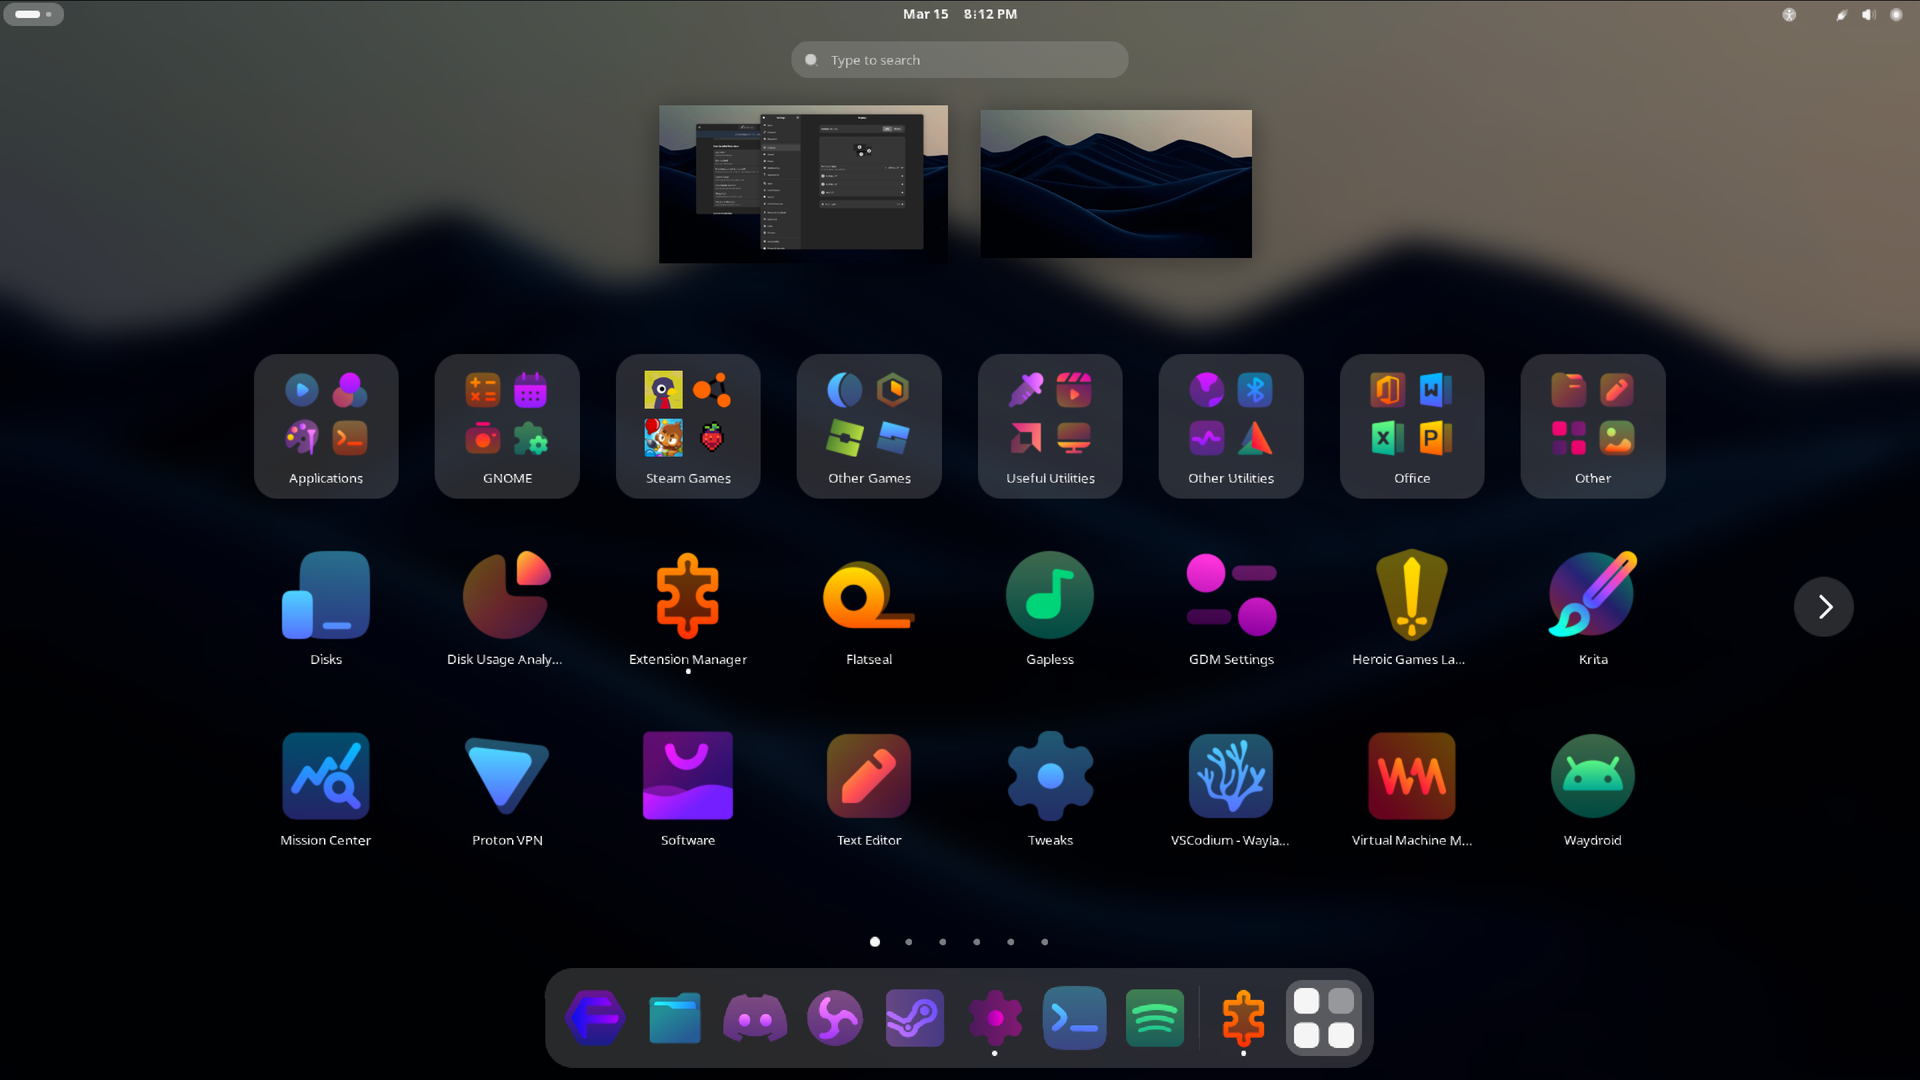 Mar 15 8:12 PM
Type to search
Applications
GNOME
Steam Games
Other Games
Useful Utilities
Other Utilities
Office
Other
Disks
Disk Usage Analy...
Extension Manager
Flatseal
Gapless
GDM Settings
Heroic Games La...
Krita
Mission Center
Proton VPN
Software
Text Editor
Tweaks
VSCodium - Wayla...
Virtual Machine M...
Waydroid